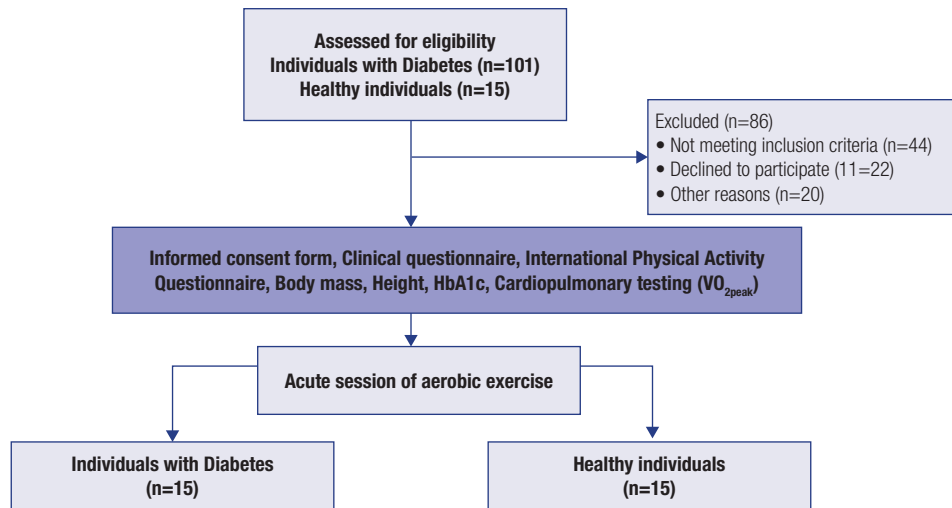 Assessed for eligibility
Individuals with Diabetes (n=101)
Healthy individuals (n=15)
Excluded (n=86)
• Not meeting inclusion criteria (n=44)
• Declined to participate (11=22)
• Other reasons (n=20)
Informed consent form, Clinical questionnaire, International Physical Activity
Questionnaire, Body mass, Height, HbA1c, Cardiopulmonary testing (VO2peak)
Acute session of aerobic exercise
Individuals with Diabetes
(n=15)
Healthy individuals
(n=15)